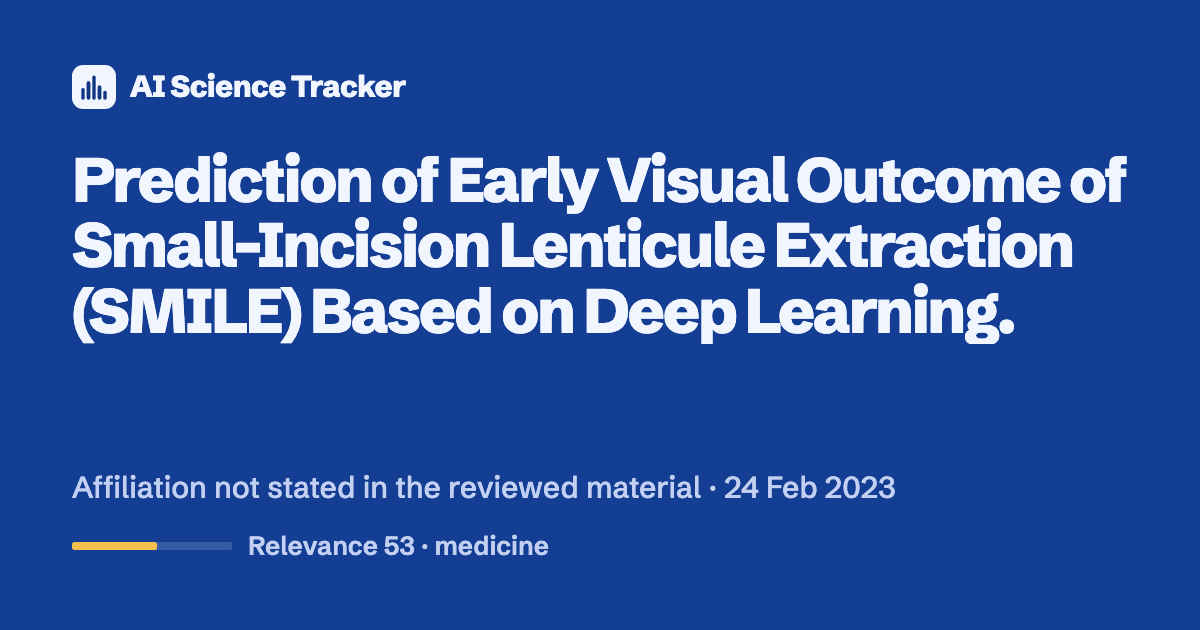 AI Science Tracker
Prediction of Early Visual Outcome of
Small-Incision Lenticule Extraction
(SMILE) Based on Deep Learning.
Affiliation not stated in the reviewed material · 24 Feb 2023
Relevance 53 · medicine